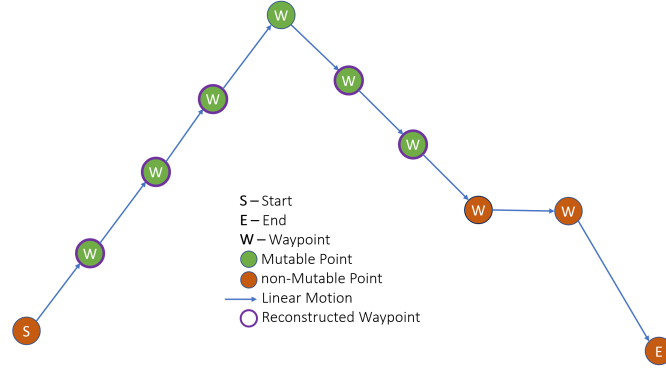 W
W
W
W
W
W
W
W
W
S
E
S – Start
E – End
W – Waypoint
Mutable Point
non-Mutable Point
Linear Motion
Reconstructed Waypoint